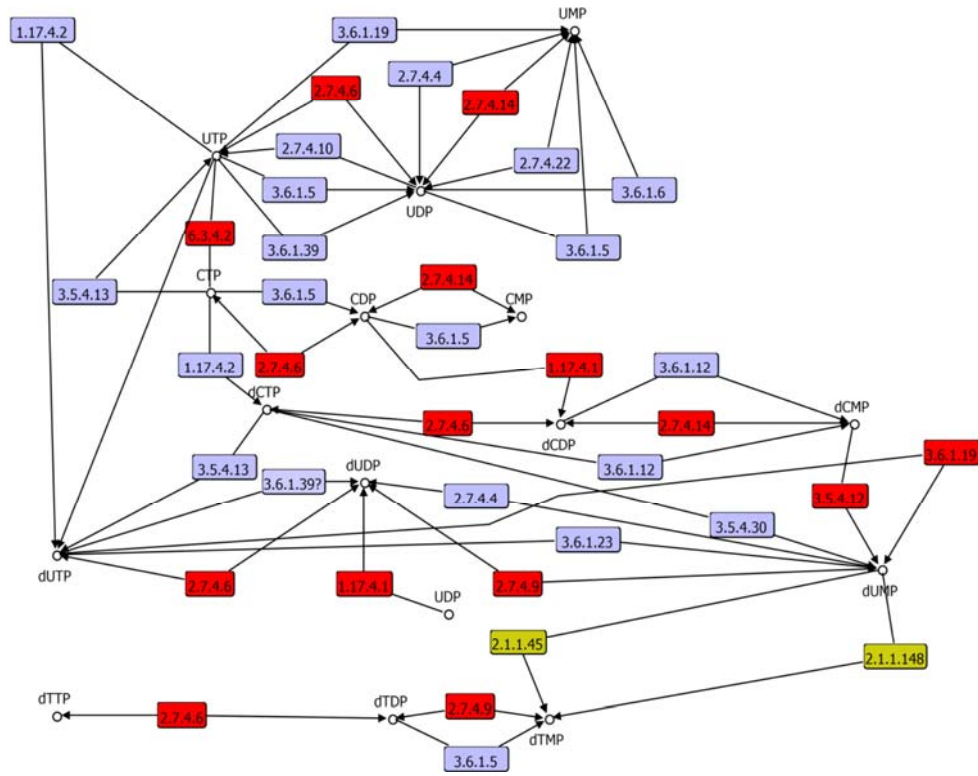 UMP
1.17.4.2
3.6.1.19
2.7.4.4
2.7.4.6
2.7.4.14
UTP
2.7.4.10
2.7.4.22
3.6.1.5
3.6.1.6
UDP
6.3.4.2
3.6.1.39
3.6.1.5
CTP
2.7.4.14
3.5.4.13
3.6.1.5
CDP
CMP
3.6.1.5
1.17.4.2
2.7.4.6
1.17.4.1
3.6.1.12
dCTP
dCMP
2.7.4.6
2.7.4.14
dCDP
3.6.1.19
3.5.4.13
dUDP
3.6.1.12
3.6.1.39?
2.7.4.4
3.5.4.12
3.5.4.30
3.6.1.23
dUTP
2.7.4.6
1.17.4.1
2.7.4.9
dUMP
UDP
2.1.1.45
2.1.1.148
dTTP
dTDP
2.7.4.9
2.7.4.6
dTMP
3.6.1.5